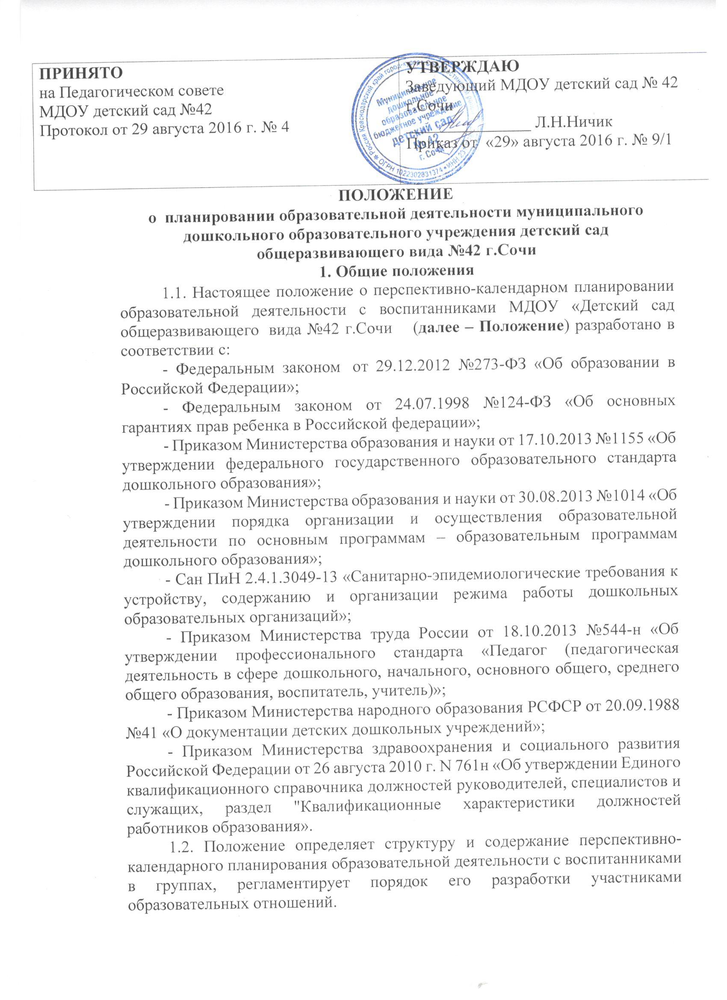 ПРИНЯТО
на Педагогическом совете
МДОУ детский сад №42
Протокол от 29 августа 2016 г. № 4
УТВЕРЖДАЮ
Заведующий МДОУ детский сад № 42
г.Сочи
_______________ Л.Н.Ничик
Приказ от «29» августа 2016 г. № 9/1
Муниципальное
дошкольное
образовательное
бюджетное учреждение
детский сад
№ 42
г. Сочи
Россия Краснодарский край город-курорт Сочи
ОГРН 1022302831374 • ИНН 23
ПОЛОЖЕНИЕ
о планировании образовательной деятельности муниципального
дошкольного образовательного учреждения детский сад
общеразвивающего вида №42 г.Сочи
1. Общие положения
1.1. Настоящее положение о перспективно-календарном планировании
образовательной деятельности с воспитанниками МДОУ «Детский сад
общеразвивающего вида №42 г.Сочи (далее – Положение) разработано в
соответствии с:
- Федеральным законом от 29.12.2012 №273-ФЗ «Об образовании в
Российской Федерации»;
- Федеральным законом от 24.07.1998 №124-ФЗ «Об основных
гарантиях прав ребенка в Российской федерации»;
- Приказом Министерства образования и науки от 17.10.2013 №1155 «Об
утверждении федерального государственного образовательного стандарта
дошкольного образования»;
- Приказом Министерства образования и науки от 30.08.2013 №1014 «Об
утверждении порядка организации и осуществления образовательной
деятельности по основным программам – образовательным программам
дошкольного образования»;
- Сан ПиН 2.4.1.3049-13 «Санитарно-эпидемиологические требования к
устройству, содержанию и организации режима работы дошкольных
образовательных организаций»;
- Приказом Министерства труда России от 18.10.2013 №544-н «Об
утверждении профессионального стандарта «Педагог (педагогическая
деятельность в сфере дошкольного, начального, основного общего, среднего
общего образования, воспитатель, учитель)»;
- Приказом Министерства народного образования РСФСР от 20.09.1988
№41 «О документации детских дошкольных учреждений»;
- Приказом Министерства здравоохранения и социального развития
Российской Федерации от 26 августа 2010 г. N 761н «Об утверждении Единого
квалификационного справочника должностей руководителей, специалистов и
служащих, раздел "Квалификационные характеристики должностей
работников образования».
1.2. Положение определяет структуру и содержание перспективно-
календарного планирования образовательной деятельности с воспитанниками
в группах, регламентирует порядок его разработки участниками
образовательных отношений.